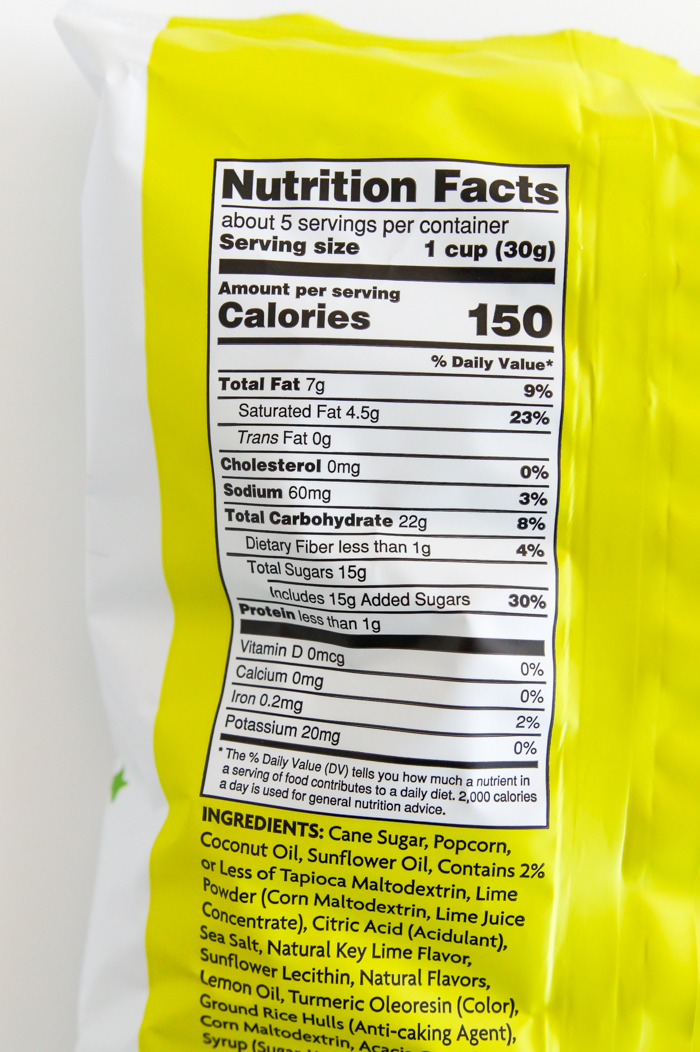 Nutrition Facts
about 5 servings per container
Serving size 1 cup (30g)
Amount per serving
Calories 150
% Daily Value*
Total Fat 7g 9%
Saturated Fat 4.5g 23%
Trans Fat 0g
Cholesterol 0mg 0%
Sodium 60mg 3%
Total Carbohydrate 22g 8%
Dietary Fiber less than 1g 4%
Total Sugars 15g
Includes 15g Added Sugars 30%
Protein less than 1g
Vitamin D 0mcg 0%
Calcium 0mg 0%
Iron 0.2mg 2%
Potassium 20mg 0%
* The % Daily Value (DV) tells you how much a nutrient in
a serving of food contributes to a daily diet. 2,000 calories
a day is used for general nutrition advice.
INGREDIENTS: Cane Sugar, Popcorn,
Coconut Oil, Sunflower Oil, Contains 2%
or Less of Tapioca Maltodextrin, Lime
Powder (Corn Maltodextrin, Lime Juice
Concentrate), Citric Acid (Acidulant),
Sea Salt, Natural Key Lime Flavor,
Sunflower Lecithin, Natural Flavors,
Lemon Oil, Turmeric Oleoresin (Color),
Ground Rice Hulls (Anti-caking Agent),
Corn Maltodextrin,
Syrup